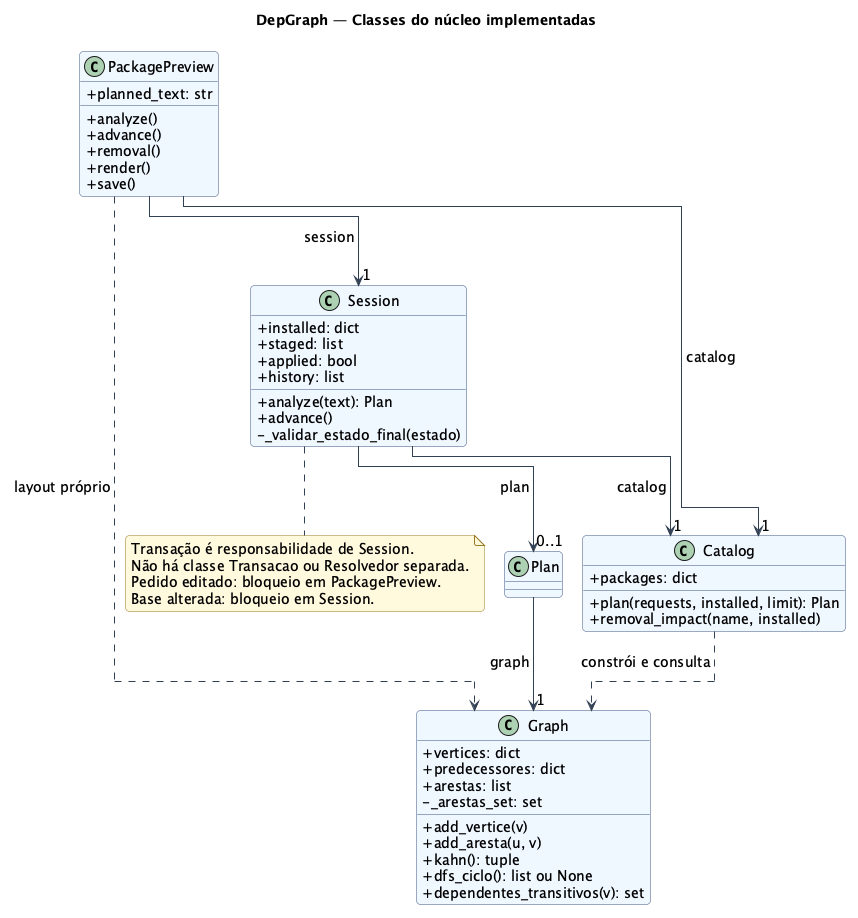 DepGraph — Classes do núcleo implementadas
C PackagePreview
+planned_text: str
+analyze()
+advance()
+removal()
+render()
+save()
session
1
C Session
+installed: dict
+staged: list
+applied: bool
+history: list
+analyze(text): Plan
+advance()
-_validar_estado_final(estado)
catalog
layout próprio
plan
catalog
0..1
1
1
Transação é responsabilidade de Session.
Não há classe Transacao ou Resolvedor separada.
Pedido editado: bloqueio em PackagePreview.
Base alterada: bloqueio em Session.
C Plan
C Catalog
+packages: dict
+plan(requests, installed, limit): Plan
+removal_impact(name, installed)
graph
constrói e consulta
1
C Graph
+vertices: dict
+predecessores: dict
+arestas: list
-_arestas_set: set
+add_vertice(v)
+add_aresta(u, v)
+kahn(): tuple
+dfs_ciclo(): list ou None
+dependentes_transitivos(v): set